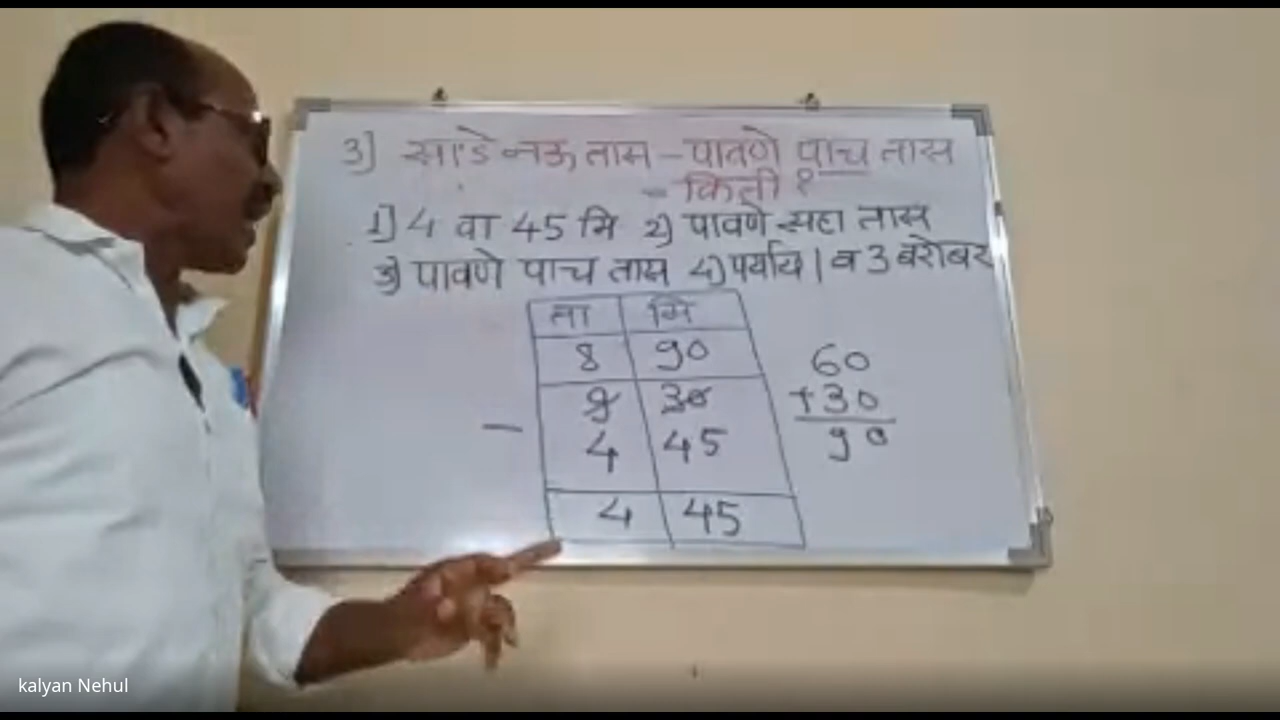 3] साडे नऊ तास - पावणे पाच तास
= किती ?
1] 4 वा 45 मि 2) पावणे सहा तास
3) पावणे पाच तास 4) पर्याय 1 व 3 बरोबर
ता मि
8 90
9 30
- 4 45
4 45
60
+30
90
kalyan Nehul